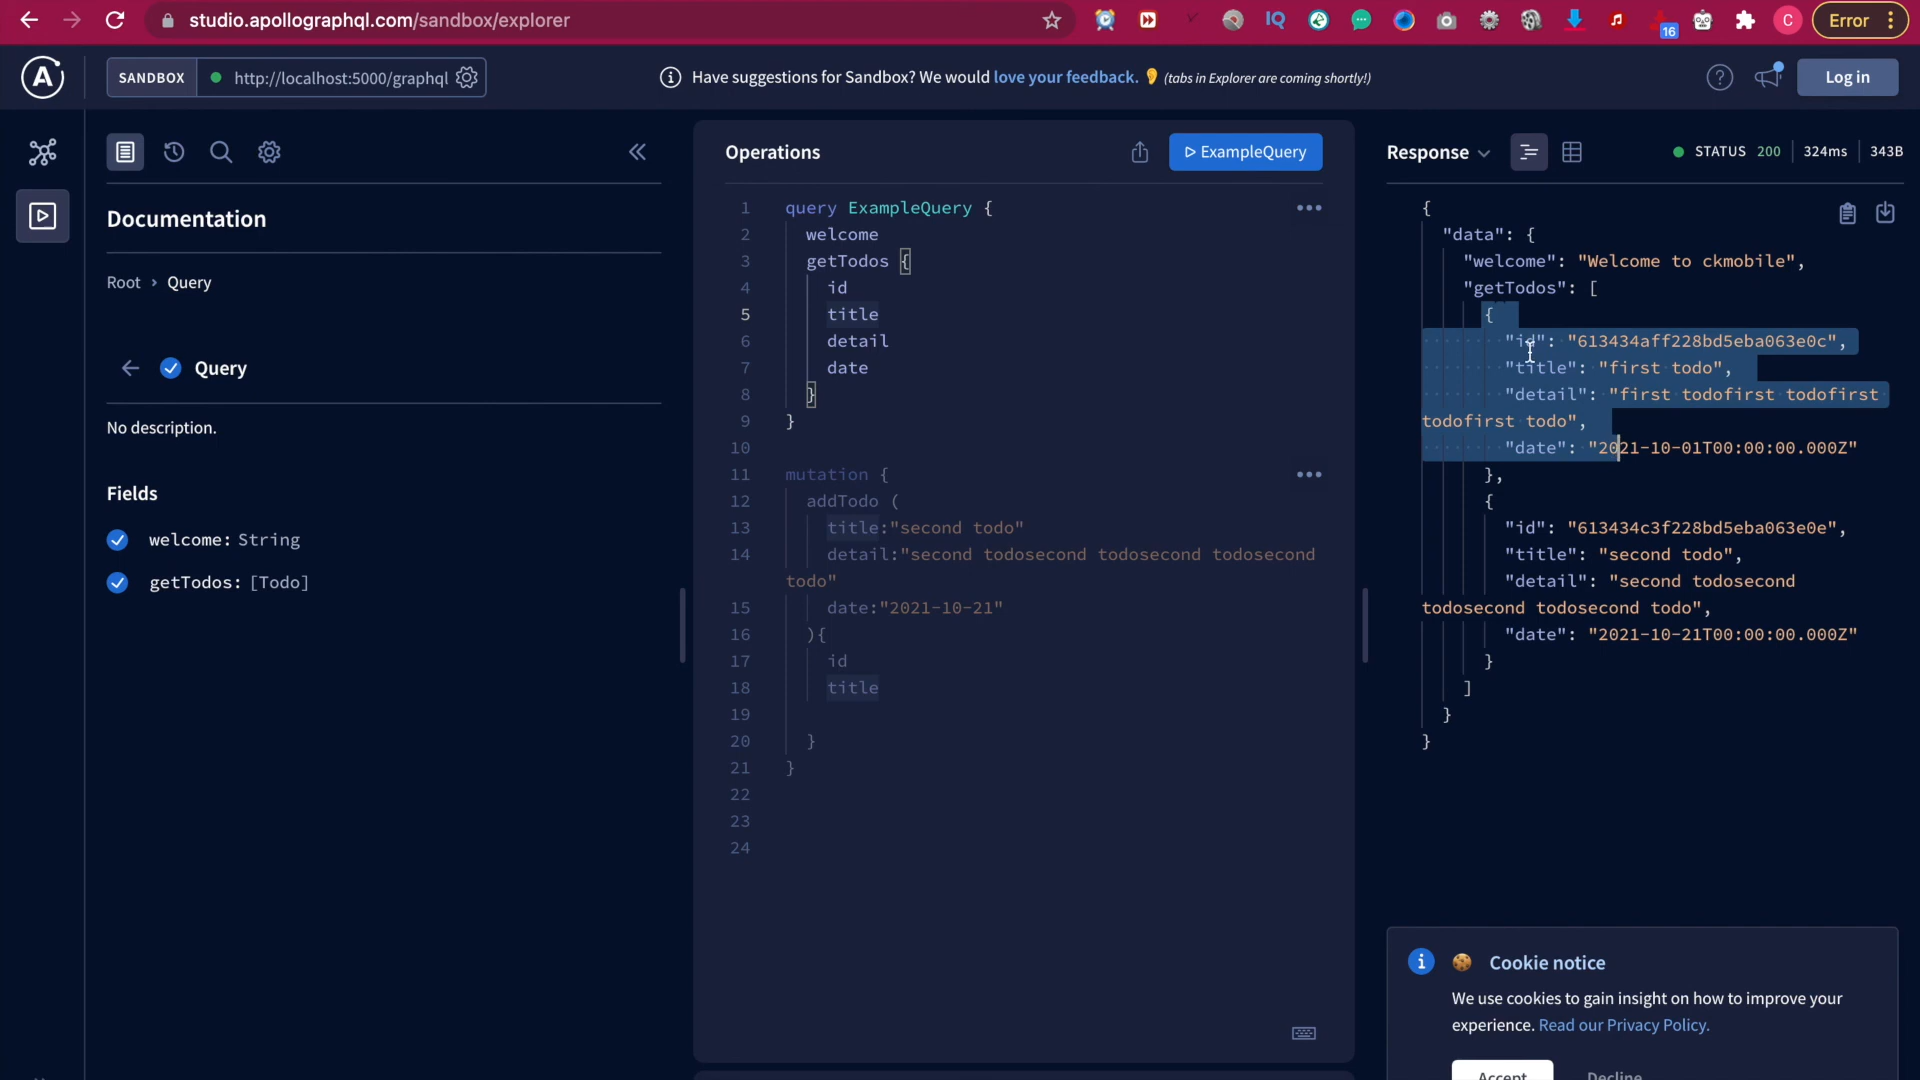 studio.apollographql.com/sandbox/explorer
IQ
16
C
Error
A
SANDBOX
http://localhost:5000/graphql
Have suggestions for Sandbox? We would love your feedback. 💡 (tabs in Explorer are coming shortly!)
Log in
Documentation
Root › Query
Query
No description.
Fields
welcome: String
getTodos: [Todo]
Operations
ExampleQuery
1 query ExampleQuery {
2 welcome
3 getTodos {
4 id
5 title
6 detail
7 date
8 }
9 }
10
11 mutation {
12 addTodo (
13 title:"second todo"
14 detail:"second todosecond todosecond todosecond
todo"
15 date:"2021-10-21"
16 ){
17 id
18 title
19
20 }
21 }
22
23
24
Response
STATUS 200
324ms
343B
{
"data": {
"welcome": "Welcome to ckmobile",
"getTodos": [
{
"id": "613434aff228bd5eba063e0c",
"title": "first todo",
"detail": "first todofirst todofirst
todofirst todo",
"date": "2021-10-01T00:00:00.000Z"
},
{
"id": "613434c3f228bd5eba063e0e",
"title": "second todo",
"detail": "second todosecond
todosecond todosecond todo",
"date": "2021-10-21T00:00:00.000Z"
}
]
}
}
Cookie notice
We use cookies to gain insight on how to improve your
experience. Read our Privacy Policy.
Accept
Decline